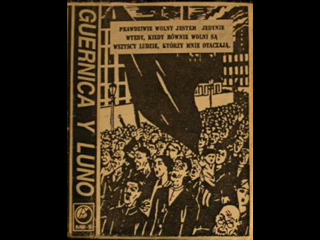 GUERNICA Y LUNO
PRAWDZIWIE WOLNY JESTEM JEDYNIE
WTEDY, KIEDY RÓWNIE WOLNI SĄ
WSZYSCY LUDZIE, KTÓRZY MNIE OTACZAJĄ.